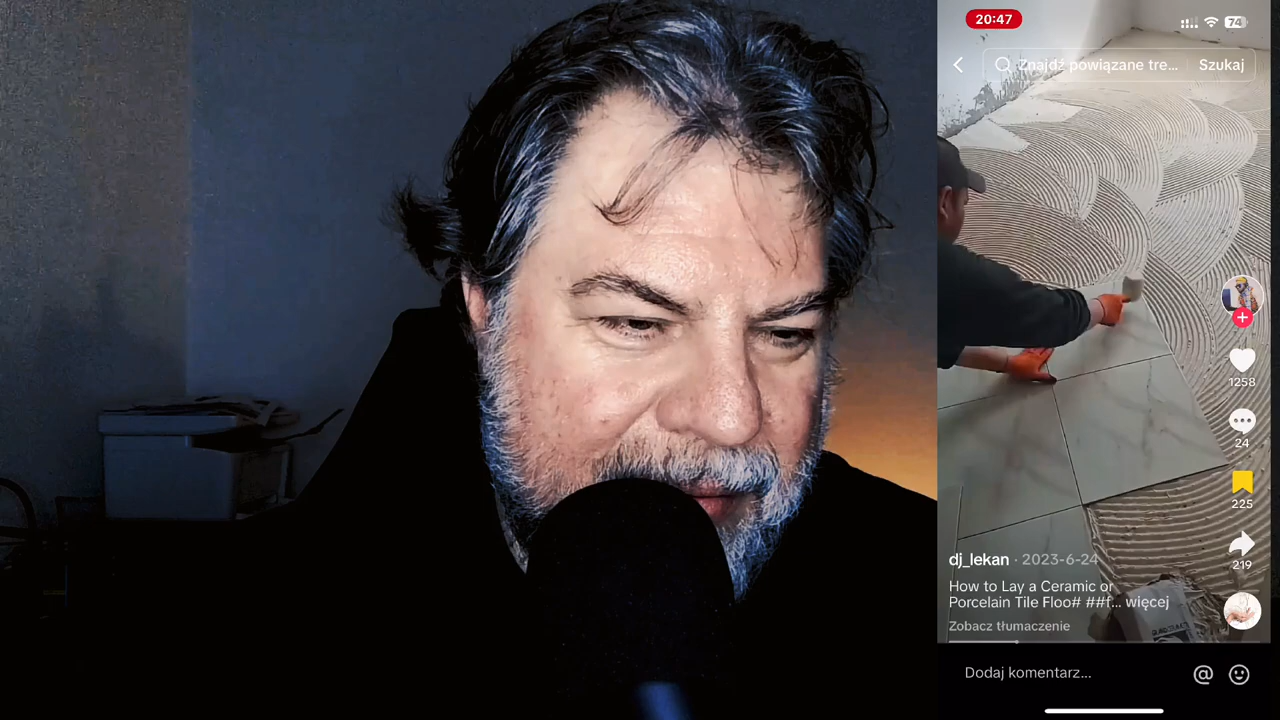 20:47
74
Znajdź powiązane tre... Szukaj
1258
24
225
219
dj_lekan · 2023-6-24
How to Lay a Ceramic or
Porcelain Tile Floo# ##f... więcej
Zobacz tłumaczenie
Dodaj komentarz...